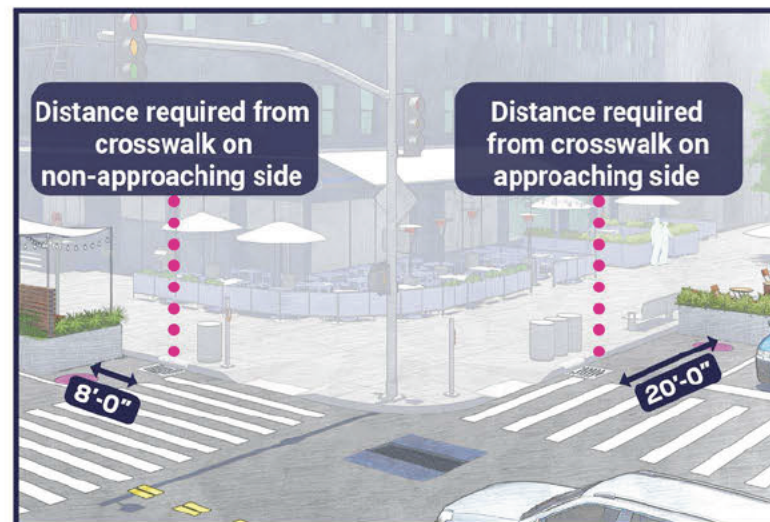 Distance required from
crosswalk on
non-approaching side
Distance required
from crosswalk on
approaching side
8'-0"
20'-0"